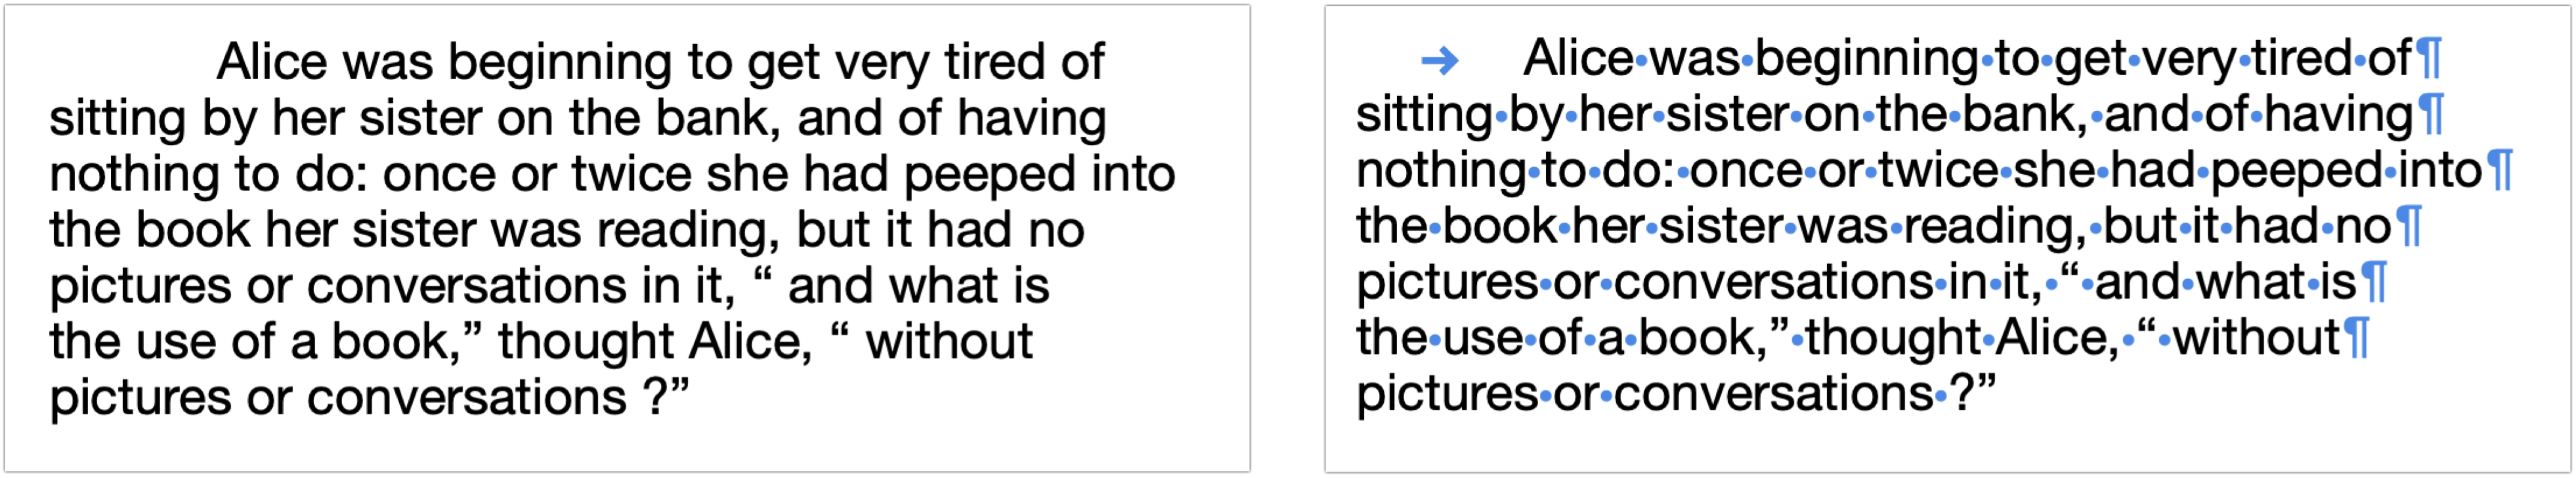 Alice was beginning to get very tired of
sitting by her sister on the bank, and of having
nothing to do: once or twice she had peeped into
the book her sister was reading, but it had no
pictures or conversations in it, “ and what is
the use of a book,” thought Alice, “ without
pictures or conversations ?”
→ Alice·was·beginning·to·get·very·tired·of¶
sitting·by·her·sister·on·the·bank,·and·of·having¶
nothing·to·do:·once·or·twice·she·had·peeped·into¶
the·book·her·sister·was·reading,·but·it·had·no¶
pictures·or·conversations·in·it,·“·and·what·is¶
the·use·of·a·book,”·thought·Alice,·“·without¶
pictures·or·conversations·?”